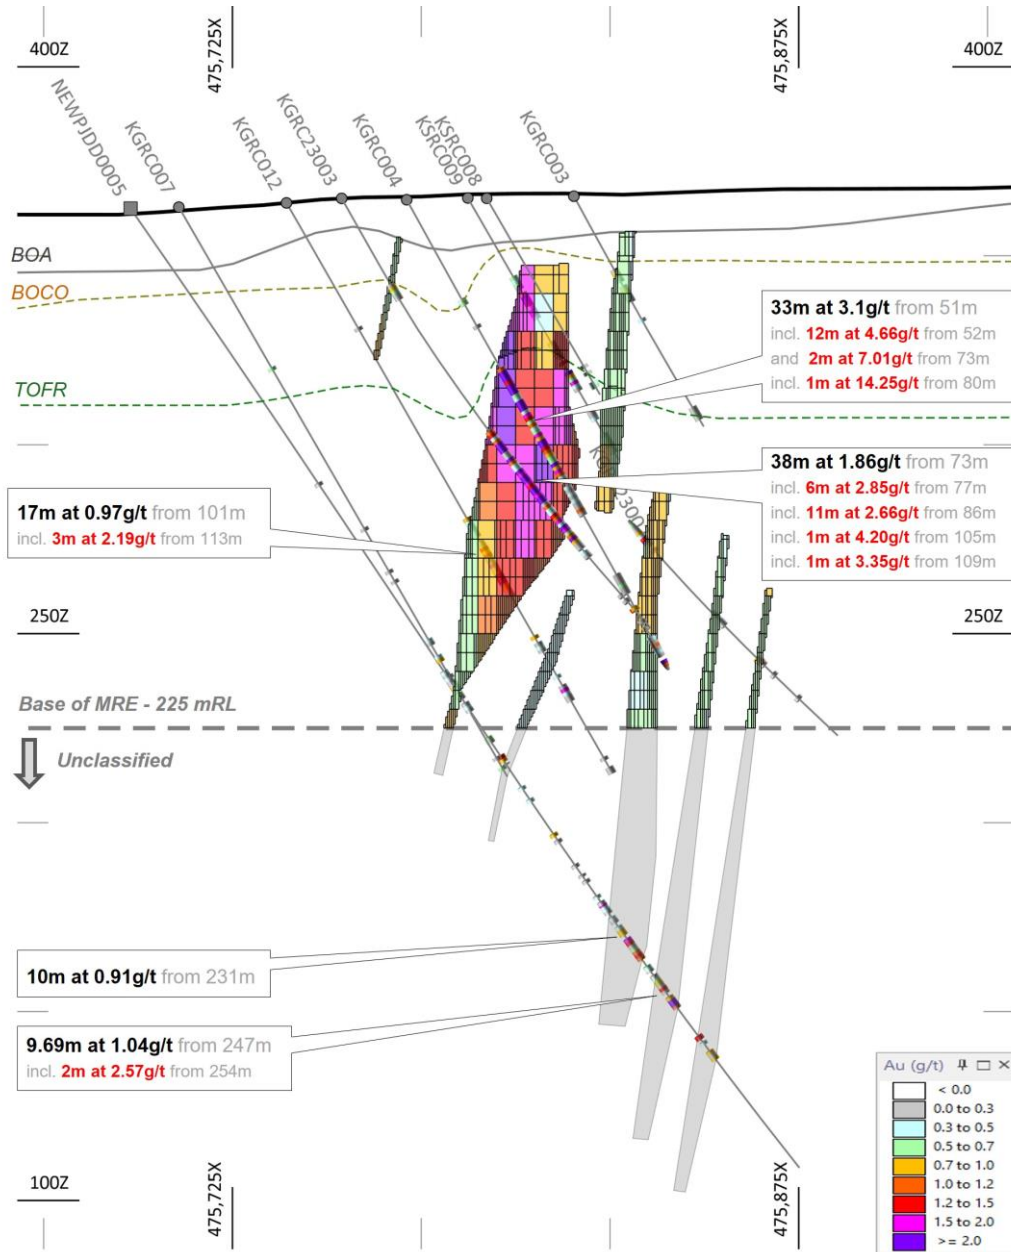 400Z
475,725X
475,875X
400Z
NEWPJDD0005
KGRC007
KGRC012
KGRC23003
KGRC004
KSRC009
KSRC008
KGRC003
BOA
BOCO
TOFR
33m at 3.1g/t from 51m
incl. 12m at 4.66g/t from 52m
and 2m at 7.01g/t from 73m
incl. 1m at 14.25g/t from 80m
38m at 1.86g/t from 73m
incl. 6m at 2.85g/t from 77m
incl. 11m at 2.66g/t from 86m
incl. 1m at 4.20g/t from 105m
incl. 1m at 3.35g/t from 109m
17m at 0.97g/t from 101m
incl. 3m at 2.19g/t from 113m
250Z
250Z
Base of MRE - 225 mRL
Unclassified
10m at 0.91g/t from 231m
9.69m at 1.04g/t from 247m
incl. 2m at 2.57g/t from 254m
Au (g/t)
< 0.0
0.0 to 0.3
0.3 to 0.5
0.5 to 0.7
0.7 to 1.0
1.0 to 1.2
1.2 to 1.5
1.5 to 2.0
>= 2.0
100Z
475,725X
475,875X